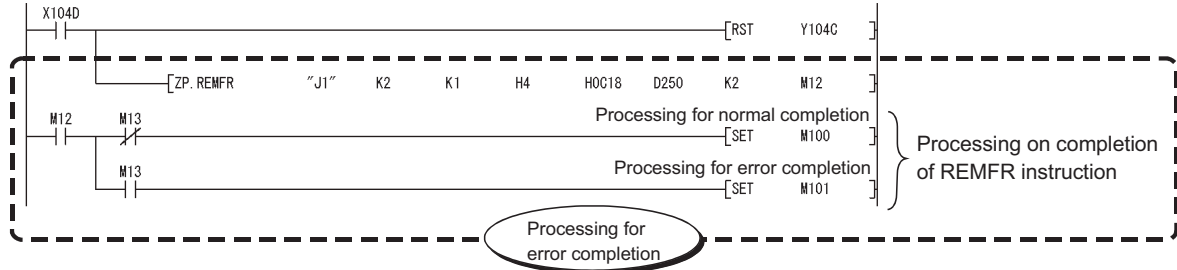 X104D
RST Y104C
ZP.REMFR "J1" K2 K1 H4 H0C18 D250 K2 M12
M12 M13 Processing for normal completion
SET M100
Processing on completion
of REMFR instruction
M13 Processing for error completion
SET M101
Processing for
error completion